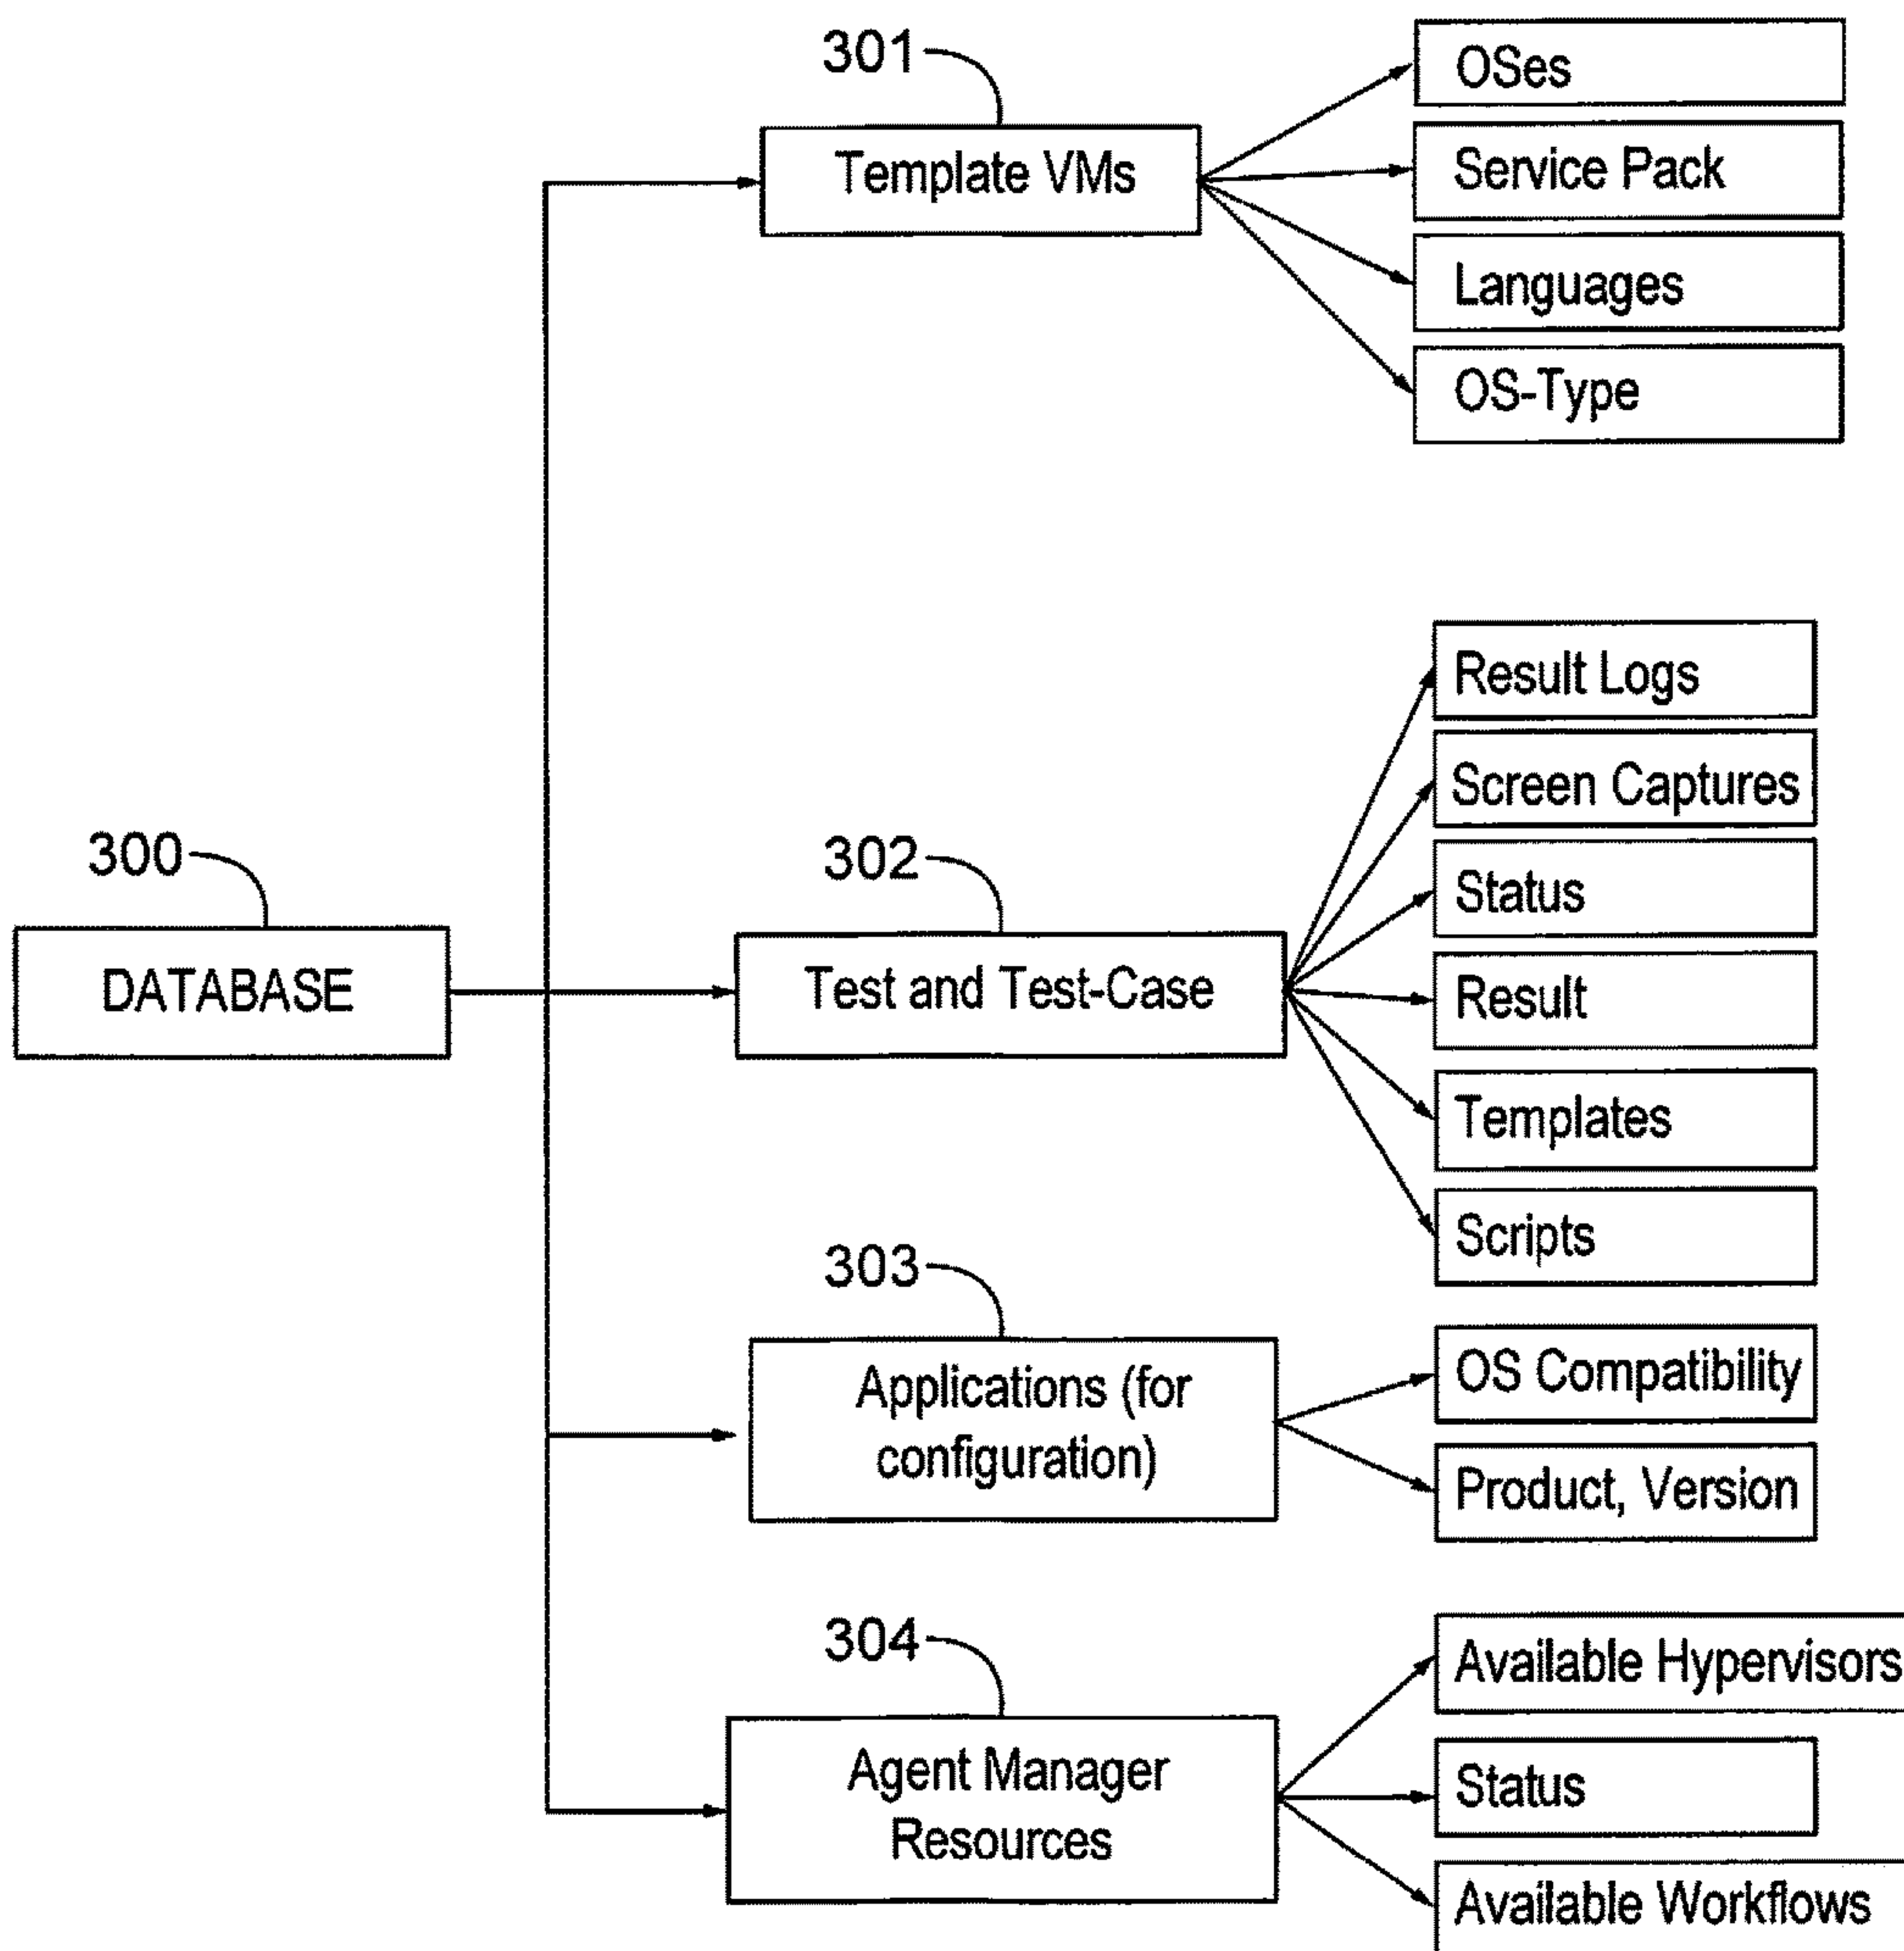 301
Template VMs
OSes
Service Pack
Languages
OS-Type
300
DATABASE
302
Test and Test-Case
Result Logs
Screen Captures
Status
Result
Templates
Scripts
303
Applications (for
configuration)
OS Compatibility
Product, Version
304
Agent Manager
Resources
Available Hypervisors
Status
Available Workflows